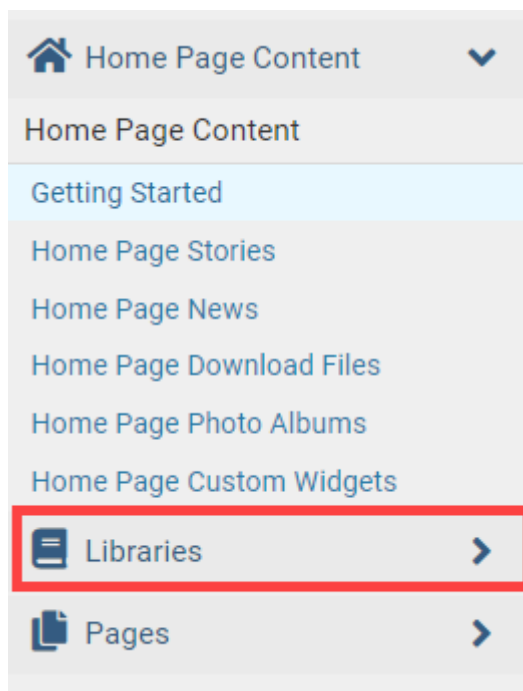 Home Page Content
Home Page Content
Getting Started
Home Page Stories
Home Page News
Home Page Download Files
Home Page Photo Albums
Home Page Custom Widgets
Libraries
Pages